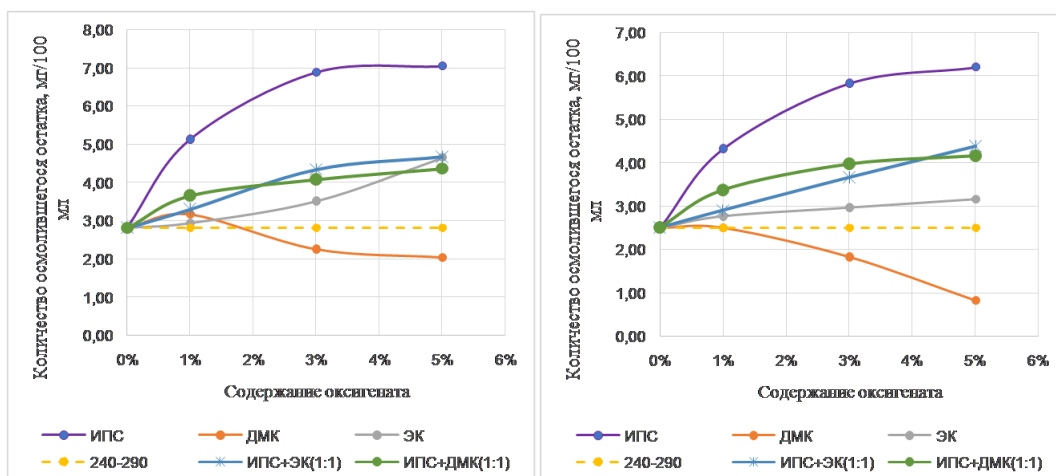 8,00
7,00
6,00
5,00
4,00
3,00
2,00
1,00
0,00
Количество осмолившегося остатка, мг/100
мл
0% 1% 2% 3% 4% 5% 6%
Содержание оксигената
ИПС ДМК ЭК
240-290 ИПС+ЭК(1:1) ИПС+ДМК(1:1)
7,00
6,00
5,00
4,00
3,00
2,00
1,00
0,00
Количество осмолившегося остатка, мг/100
мл
0% 1% 2% 3% 4% 5% 6%
Содержание оксигената
ИПС ДМК ЭК
240-290 ИПС+ЭК(1:1) ИПС+ДМК(1:1)